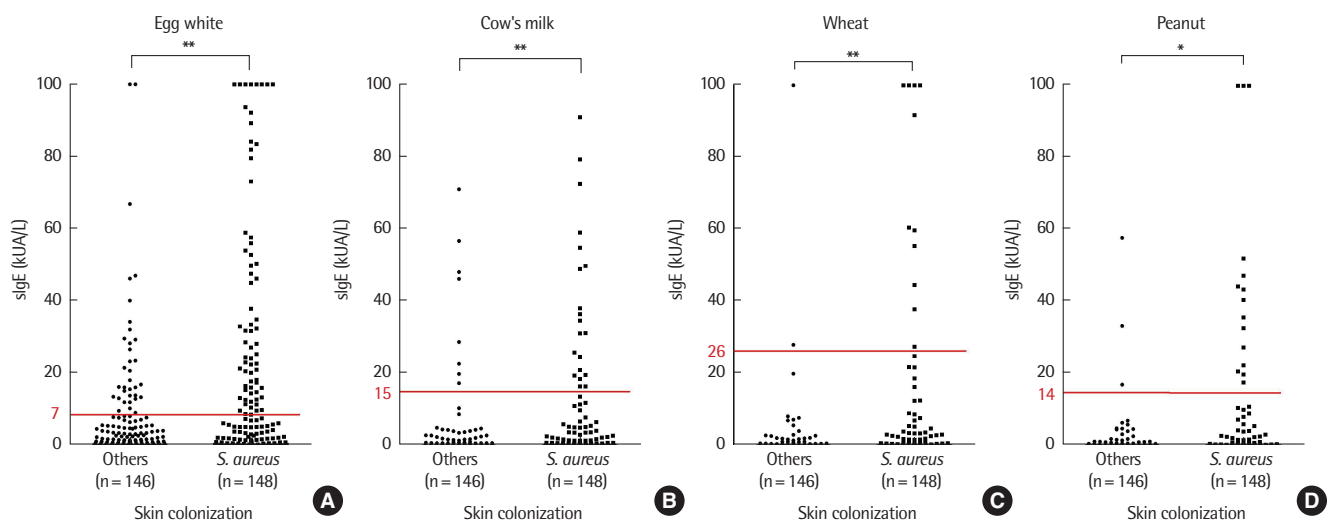 Egg white
**
100
80
60
40
20
7
0
sIgE (kUA/L)
Others
(n = 146)
S. aureus
(n = 148)
Skin colonization
A
Cow's milk
**
100
80
60
40
20
15
0
sIgE (kUA/L)
Others
(n = 146)
S. aureus
(n = 148)
Skin colonization
B
Wheat
**
100
80
60
40
26
20
0
sIgE (kUA/L)
Others
(n = 146)
S. aureus
(n = 148)
Skin colonization
C
Peanut
*
100
80
60
40
20
14
0
sIgE (kUA/L)
Others
(n = 146)
S. aureus
(n = 148)
Skin colonization
D